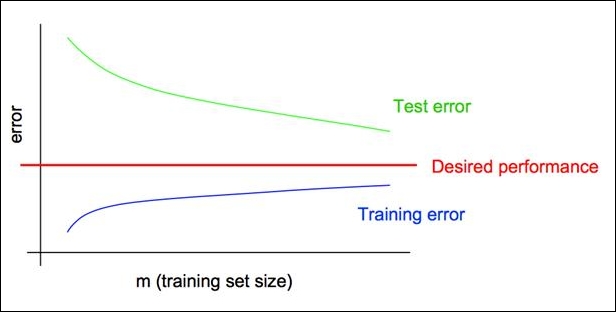 error
Test error
Desired performance
Training error
m (training set size)